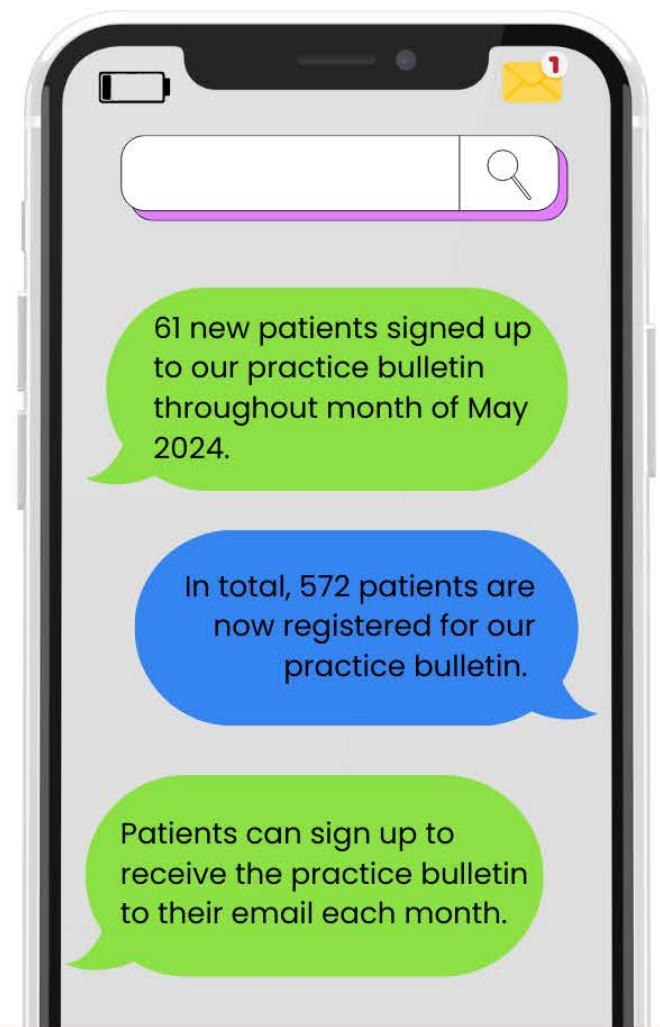 1
61 new patients signed up
to our practice bulletin
throughout month of May
2024.
In total, 572 patients are
now registered for our
practice bulletin.
Patients can sign up to
receive the practice bulletin
to their email each month.